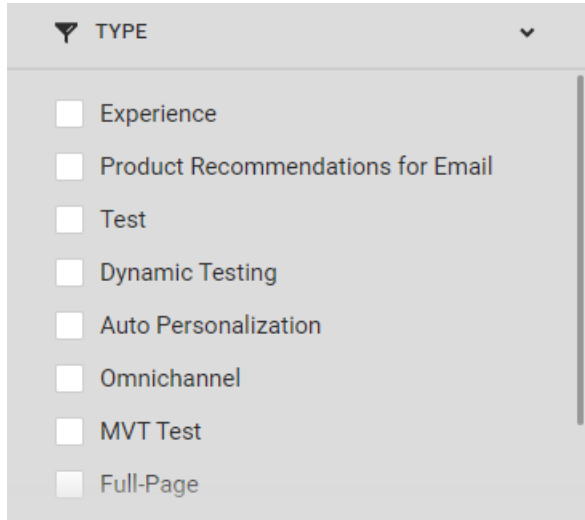 TYPE
Experience
Product Recommendations for Email
Test
Dynamic Testing
Auto Personalization
Omnichannel
MVT Test
Full-Page